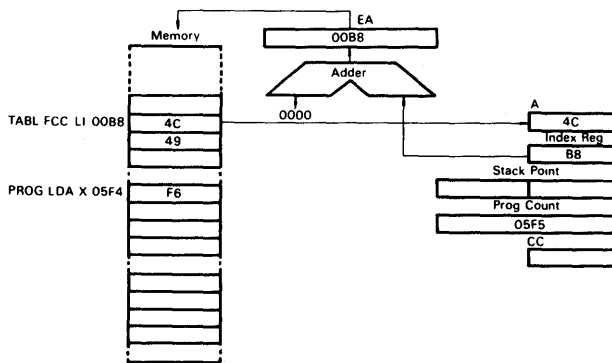 EA
Memory
00B8
Adder
0000
A
TABL FCC LI 00B8
4C
4C
49
Index Reg
B8
Stack Point
PROG LDA X 05F4
F6
Prog Count
05F5
CC